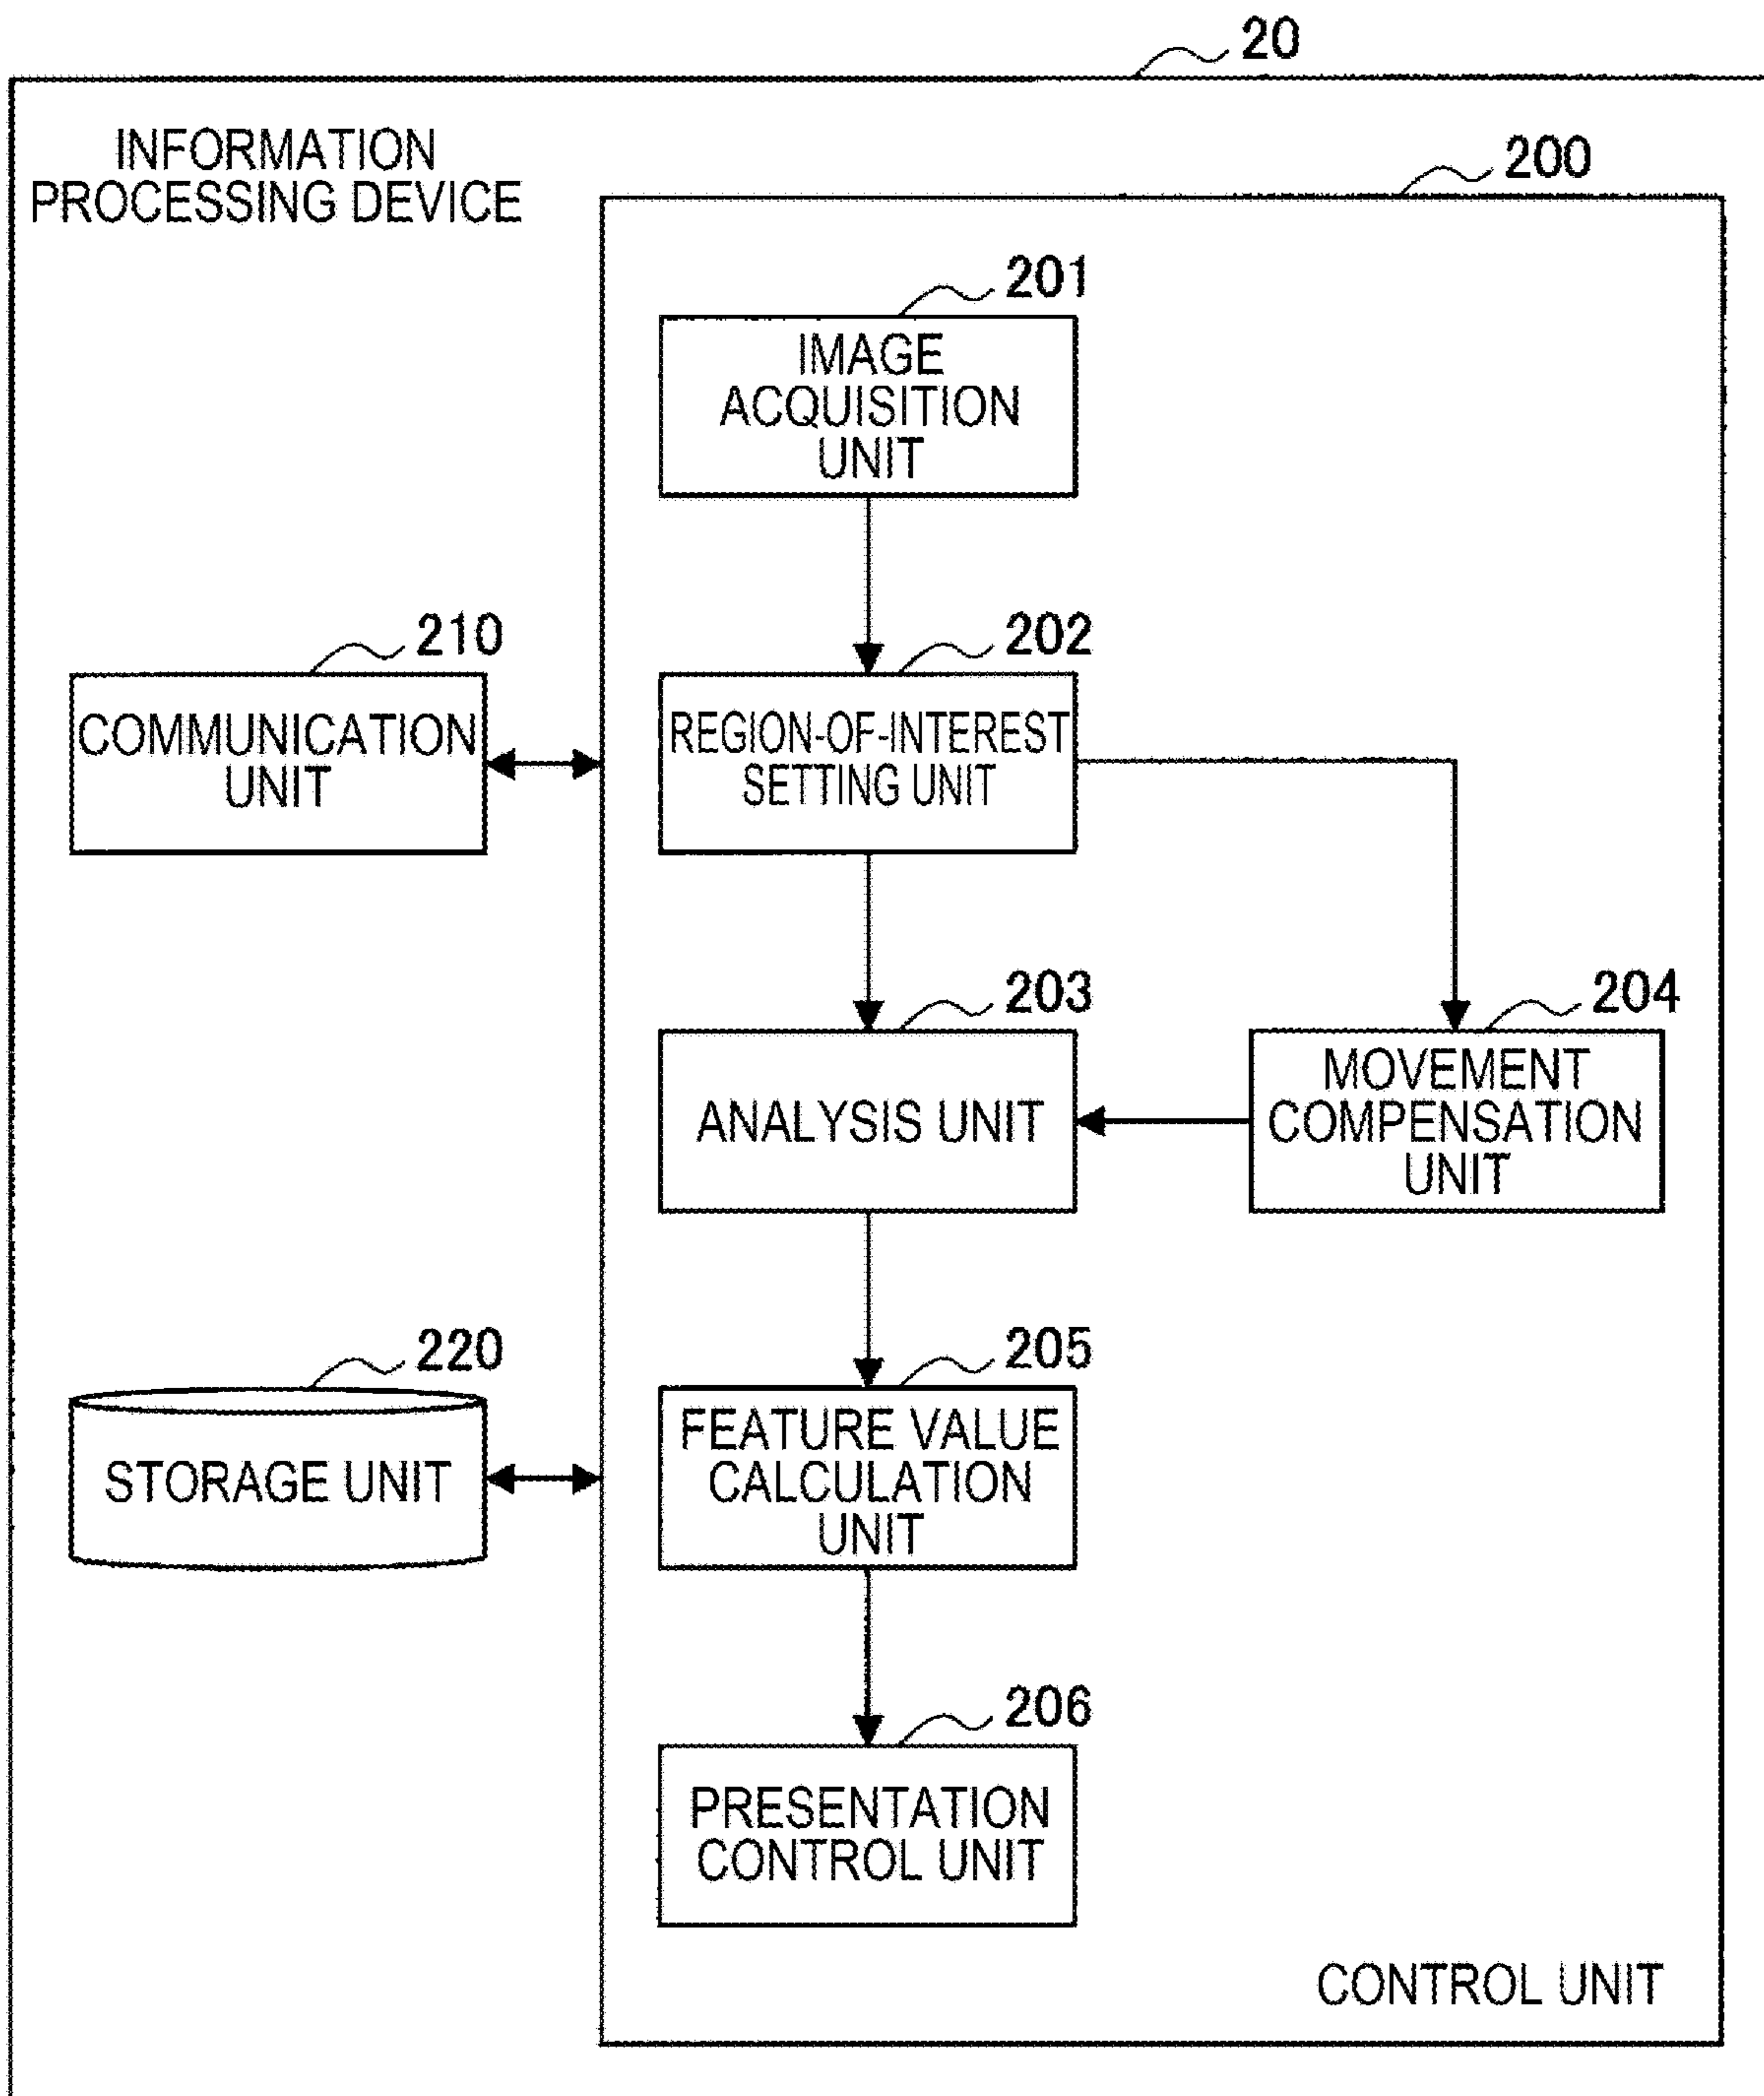 20
INFORMATION
PROCESSING DEVICE
200
201
IMAGE
ACQUISITION
UNIT
210
COMMUNICATION
UNIT
202
REGION-OF-INTEREST
SETTING UNIT
203
ANALYSIS UNIT
204
MOVEMENT
COMPENSATION
UNIT
220
STORAGE UNIT
205
FEATURE VALUE
CALCULATION
UNIT
206
PRESENTATION
CONTROL UNIT
CONTROL UNIT